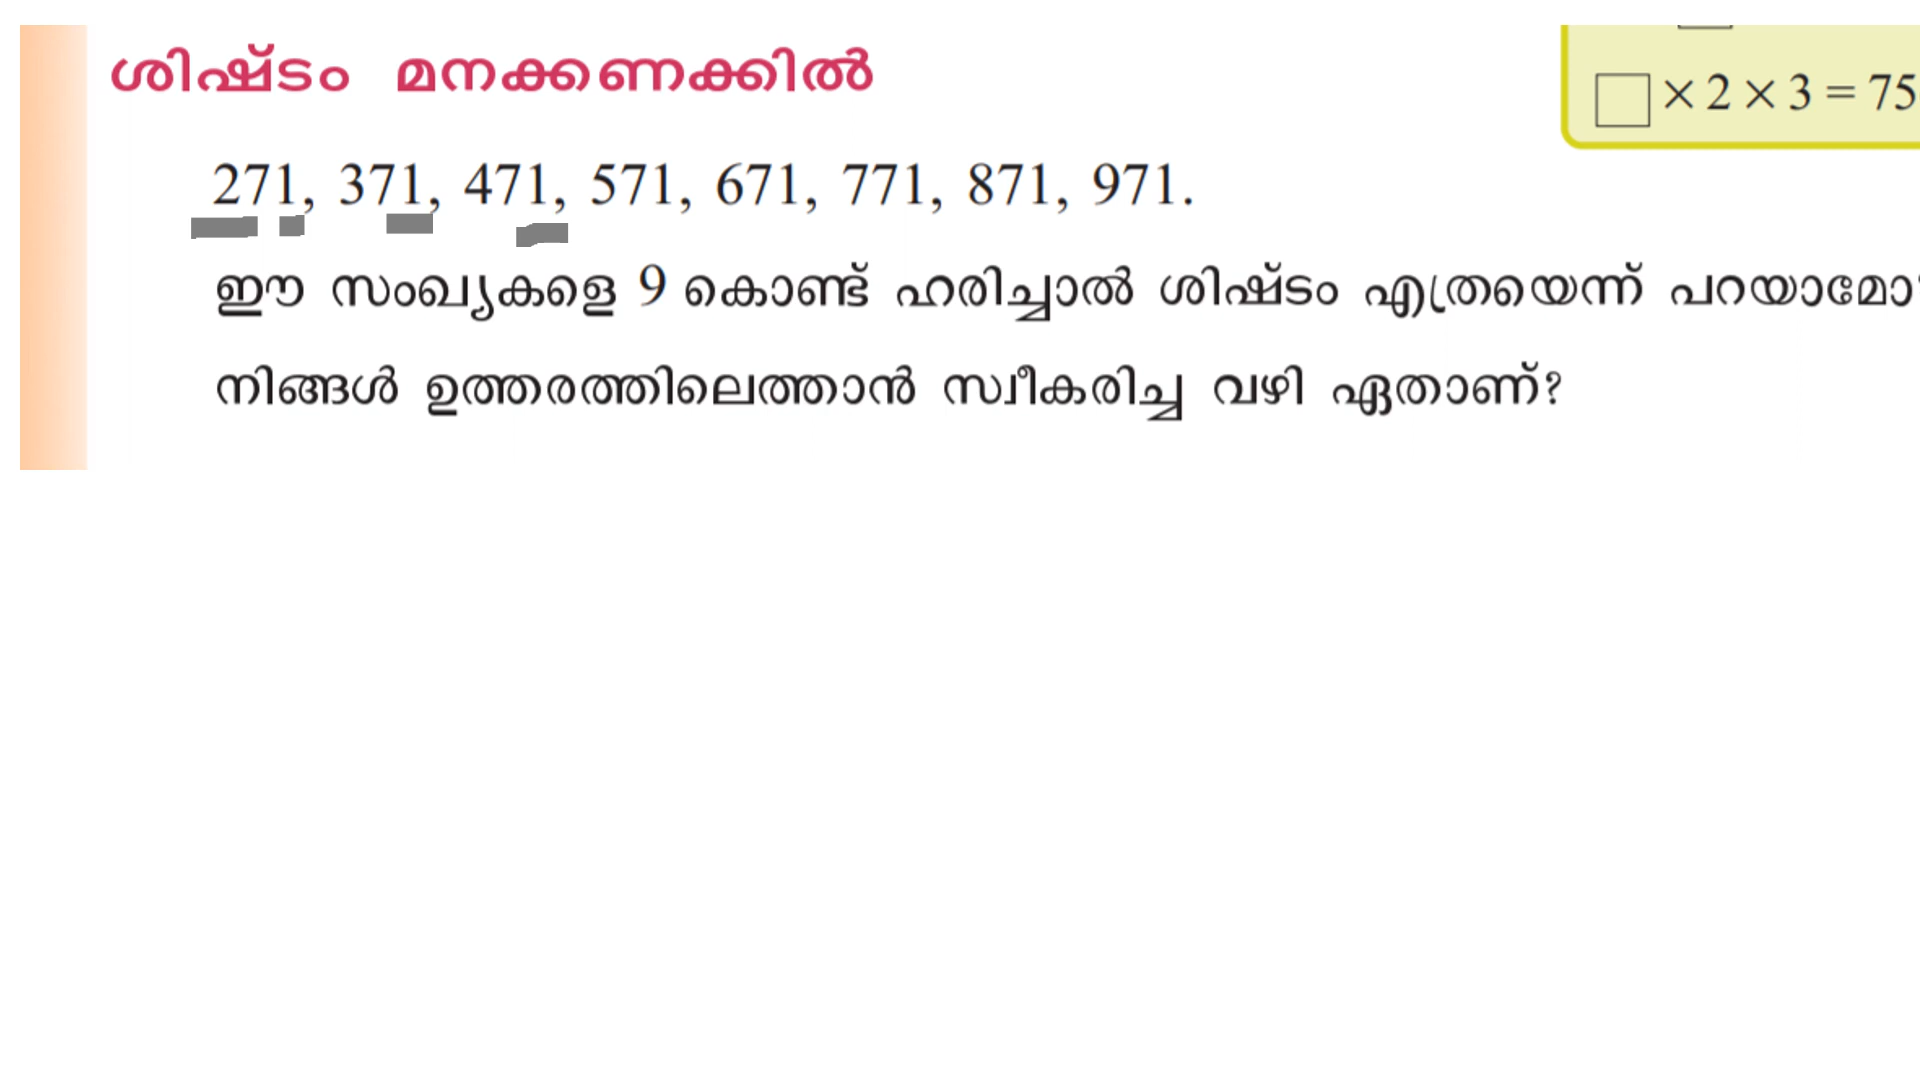 ശിഷ്ടം മനക്കണക്കിൽ
□ × 2 × 3 = 75
271, 371, 471, 571, 671, 771, 871, 971.
ഈ സംഖ്യകളെ 9 കൊണ്ട് ഹരിച്ചാൽ ശിഷ്ടം എത്രയെന്ന് പറയാമോ
നിങ്ങൾ ഉത്തരത്തിലെത്താൻ സ്വീകരിച്ച വഴി ഏതാണ്?